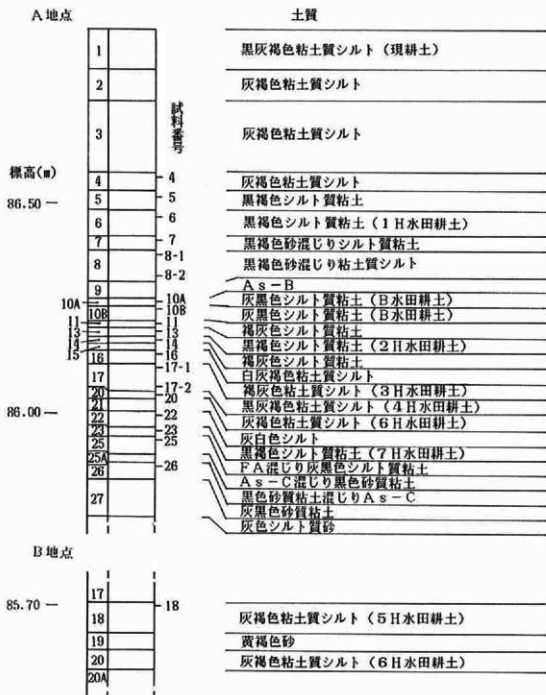 A地点
土質
試料番号
標高(m)
86.50
86.00
1 黒灰褐色粘土質シルト(現耕土)
2 灰褐色粘土質シルト
3 灰褐色粘土質シルト
4 4 灰褐色粘土質シルト
5 5 黒褐色シルト質粘土
6 6 黒褐色シルト質粘土(1H水田耕土)
7 7 黒褐色砂混じりシルト質粘土
8 8-1 黒褐色砂混じり粘土質シルト
8-2
9 As-B
10A 10A 灰黒色シルト質粘土(B水田耕土)
10B 10B 灰黒色シルト質粘土(B水田耕土)
11 11 褐灰色シルト質粘土
13 13 黒褐色シルト質粘土(2H水田耕土)
14 14 褐灰色シルト質粘土
15 白灰褐色粘土質シルト
16 16 褐灰色粘土質シルト(3H水田耕土)
17 17-1 黒灰褐色粘土質シルト(4H水田耕土)
17-2
20 20 灰褐色粘土質シルト(6H水田耕土)
21 灰白色シルト
22 22 黒褐色シルト質粘土(7H水田耕土)
23 23 FA混じり灰黒色シルト質粘土
25 25 As-C混じり黒色砂質粘土
25A 黒色砂質粘土混じりAs-C
26 26 灰黒色砂質粘土
27 灰色シルト質砂
B地点
85.70
17
18 18 灰褐色粘土質シルト(5H水田耕土)
19 黄褐色砂
20 灰褐色粘土質シルト(6H水田耕土)
20A